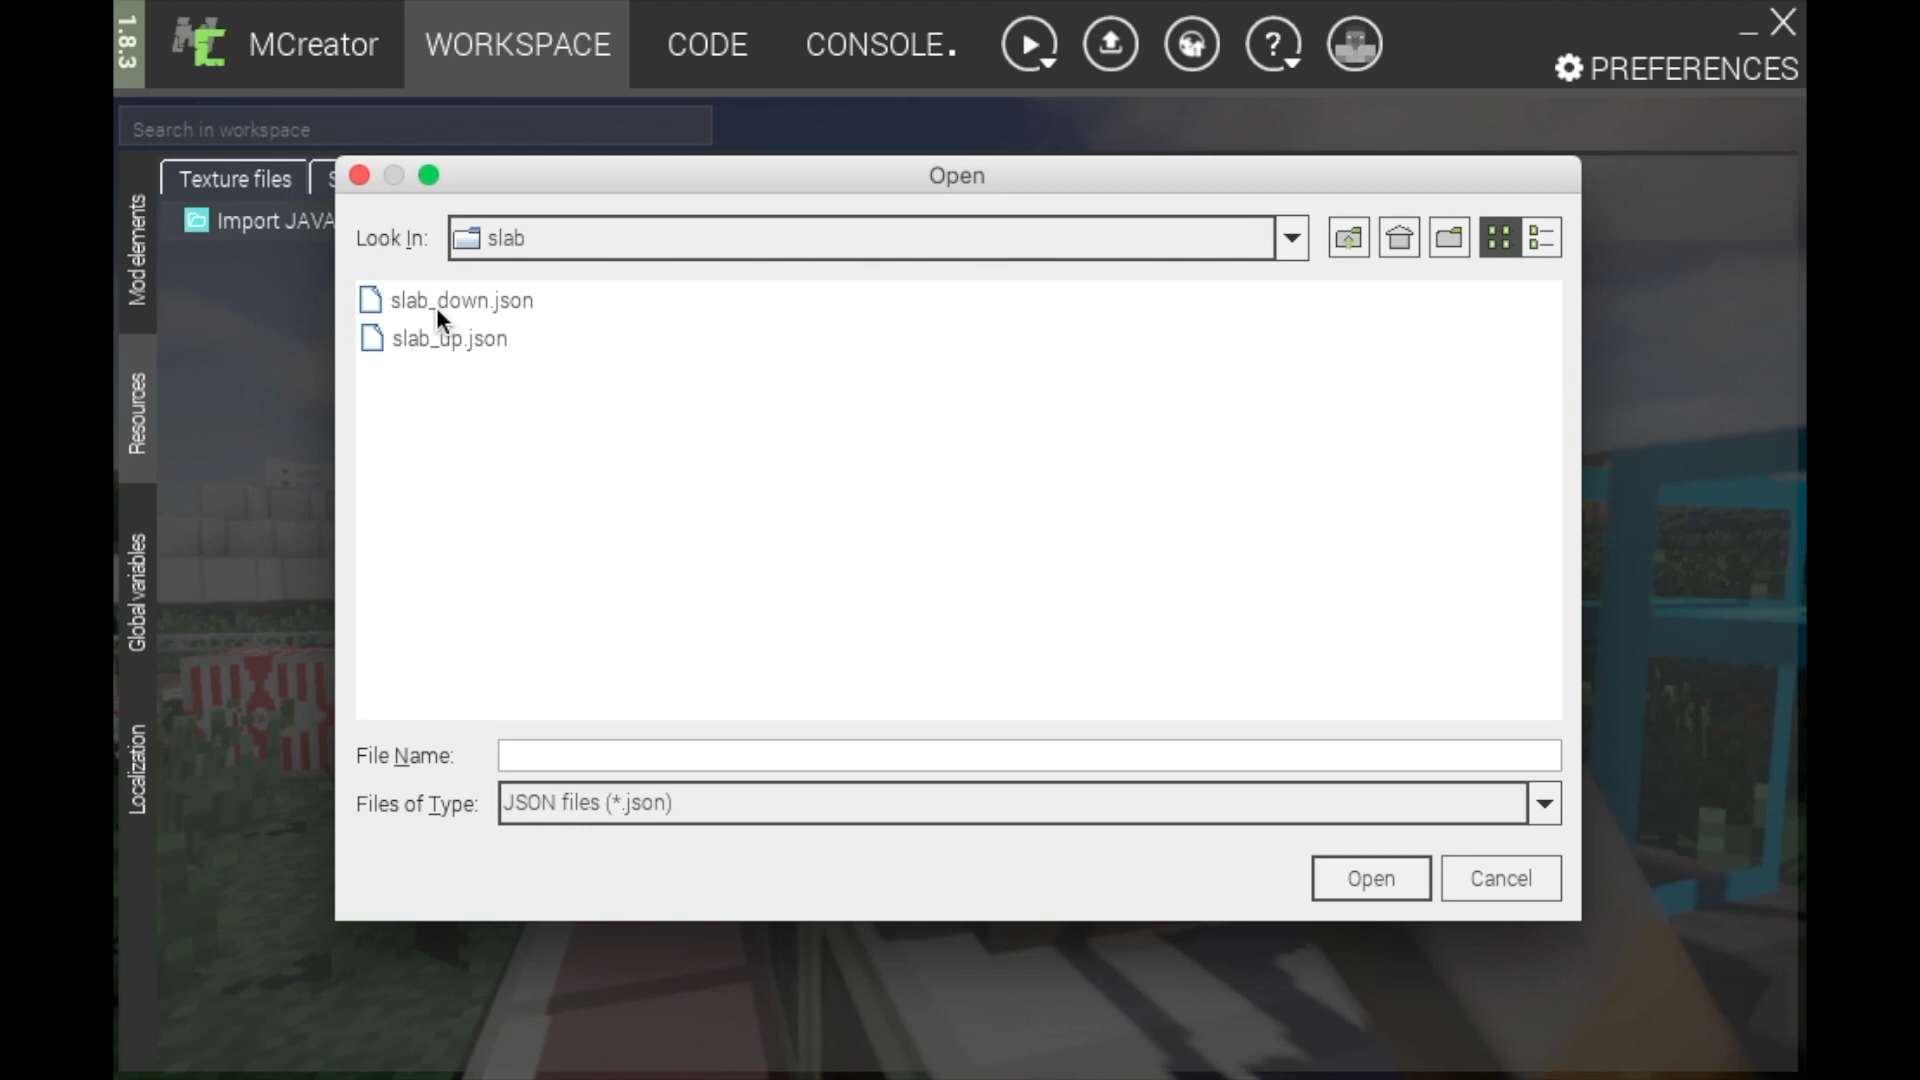 1.8.3
MCreator
WORKSPACE
CODE
CONSOLE.
?
PREFERENCES
Search in workspace
Texture files
Import JAVA
Mod elements
Resources
Global variables
Localization
Open
Look In:
slab
slab_down.json
slab_up.json
File Name:
Files of Type:
JSON files (*.json)
Open
Cancel